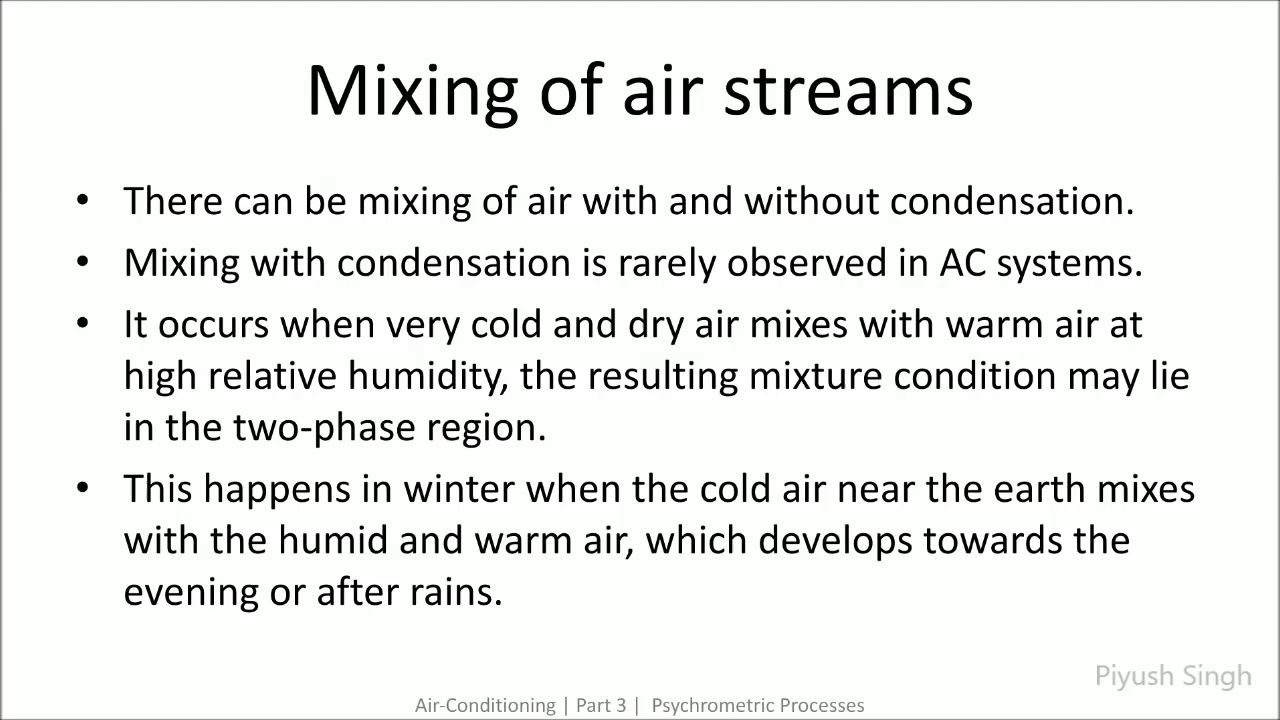 Mixing of air streams
• There can be mixing of air with and without condensation.
• Mixing with condensation is rarely observed in AC systems.
• It occurs when very cold and dry air mixes with warm air at
high relative humidity, the resulting mixture condition may lie
in the two-phase region.
• This happens in winter when the cold air near the earth mixes
with the humid and warm air, which develops towards the
evening or after rains.
Piyush Singh
Air-Conditioning | Part 3 | Psychrometric Processes